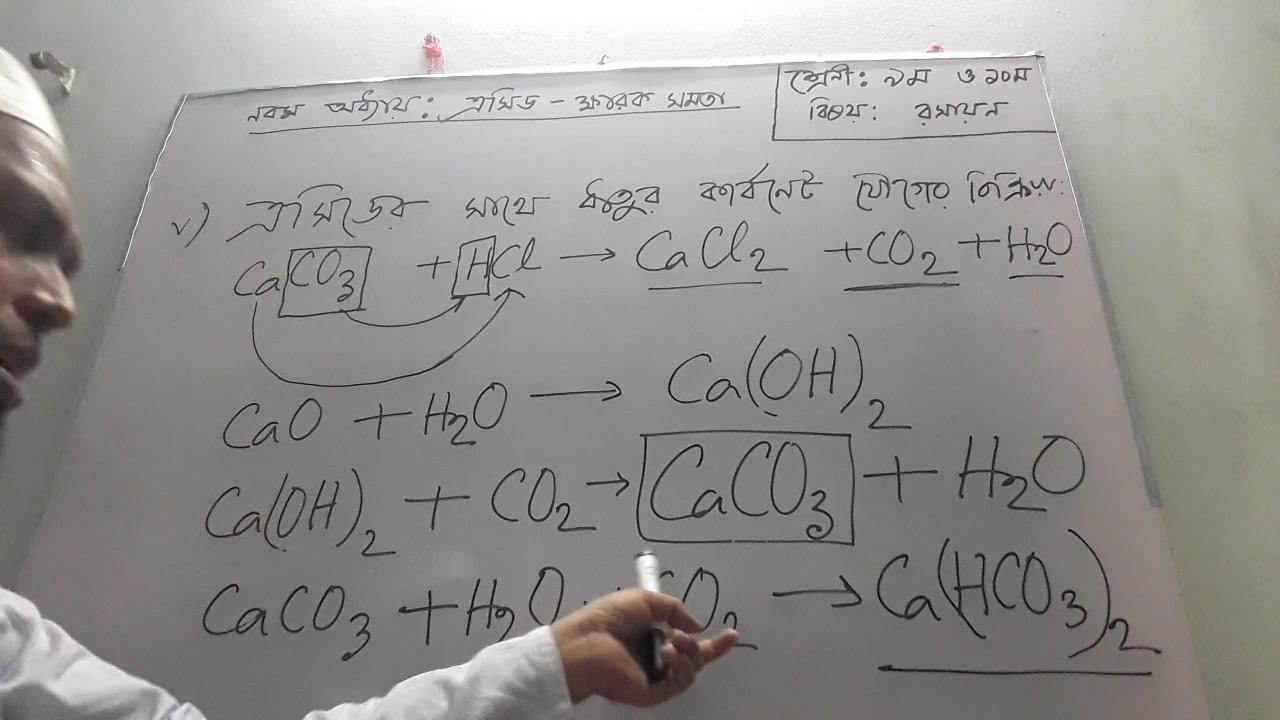 শ্রেনী: ৯ম ও ১০ম
বিষয়: রসায়ন
নবম অধ্যায়: এসিড - ক্ষারক সমতা
v) এসিডের সাথে ধাতুর কার্বনেট যৌগের বিক্রিয়া:
CaCO₃ + HCl → CaCl₂ + CO₂ + H₂O
CaO + H₂O → Ca(OH)₂
Ca(OH)₂ + CO₂ → CaCO₃ + H₂O
CaCO₃ + H₂O + CO₂ → Ca(HCO₃)₂